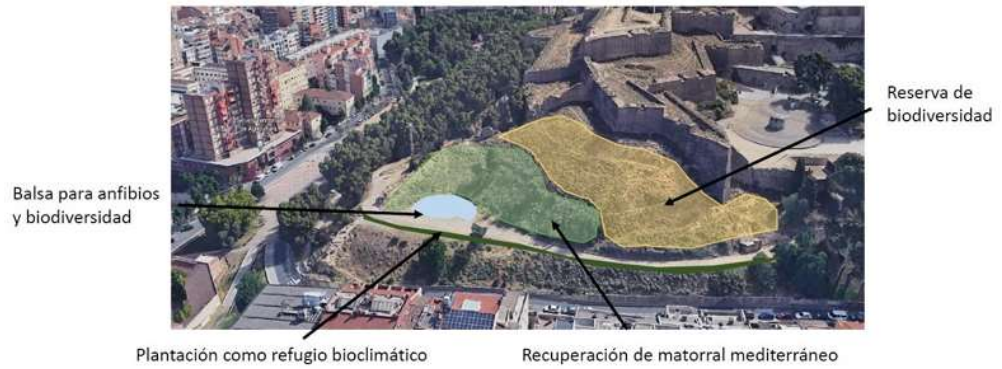 Reserva de
biodiversidad
Balsa para anfibios
y biodiversidad
Plantación como refugio bioclimático
Recuperación de matorral mediterráneo